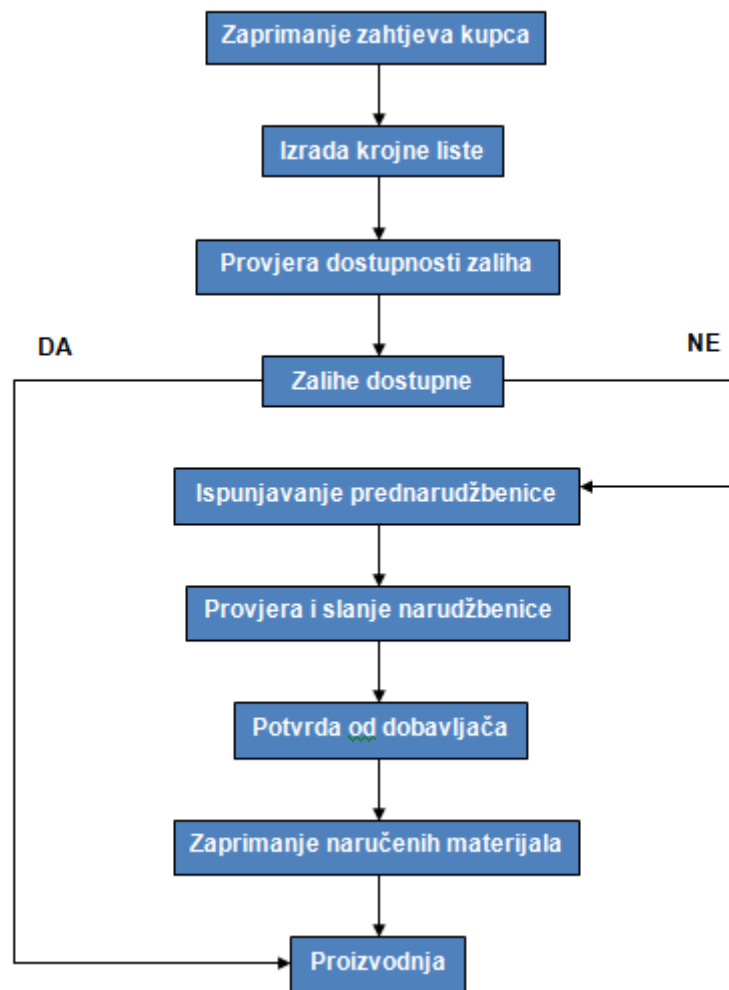 Zaprimanje zahtjeva kupca
Izrada krojne liste
Provjera dostupnosti zaliha
DA
NE
Zalihe dostupne
Ispunjavanje prednarudžbenice
Provjera i slanje narudžbenice
Potvrda od dobavljača
Zaprimanje naručenih materijala
Proizvodnja